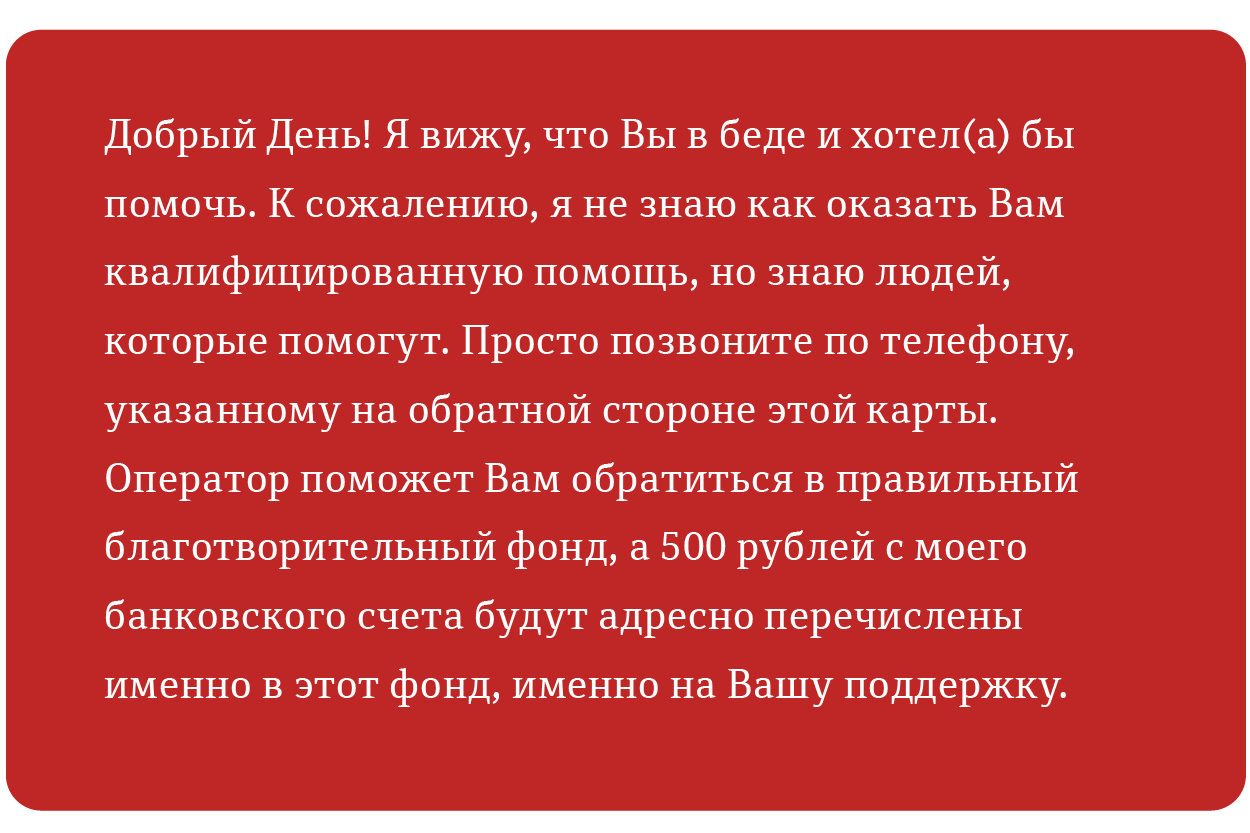 Добрый День! Я вижу, что Вы в беде и хотел(а) бы
помочь. К сожалению, я не знаю как оказать Вам
квалифицированную помощь, но знаю людей,
которые помогут. Просто позвоните по телефону,
указанному на обратной стороне этой карты.
Оператор поможет Вам обратиться в правильный
благотворительный фонд, а 500 рублей с моего
банковского счета будут адресно перечислены
именно в этот фонд, именно на Вашу поддержку.